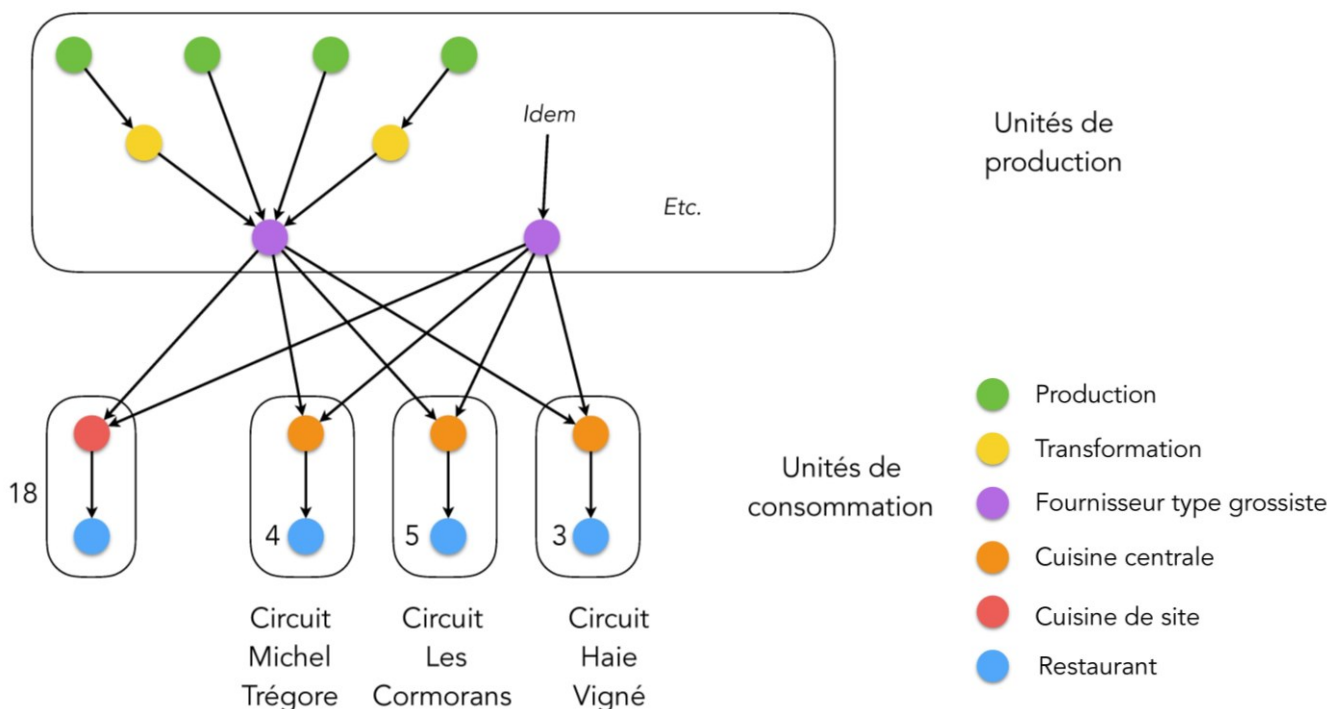 Idem
Etc.
Unités de
production
18
4
5
3
Circuit
Michel
Trégore
Circuit
Les
Cormorans
Circuit
Haie
Vigné
Unités de
consommation
Production
Transformation
Fournisseur type grossiste
Cuisine centrale
Cuisine de site
Restaurant